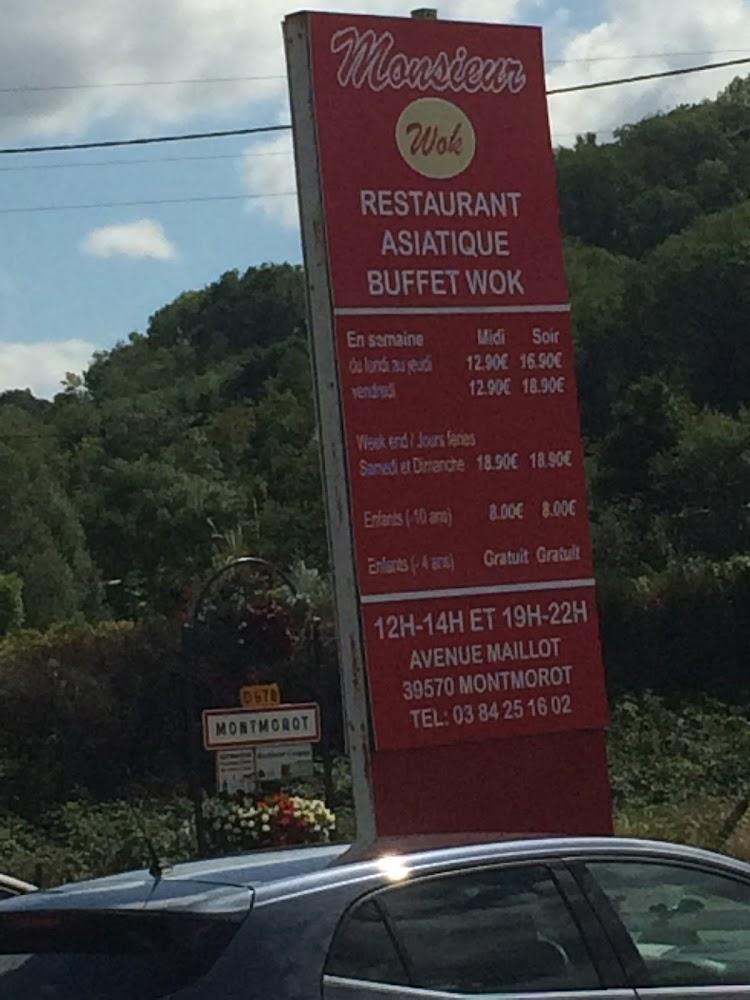 Monsieur
Wok
RESTAURANT
ASIATIQUE
BUFFET WOK
En semaine Midi Soir
du lundi au jeudi 12.90€ 16.90€
vendredi 12.90€ 18.90€
Week end / Jours feries
Samedi et Dimanche 18.90€ 18.90€
Enfants (-10 ans) 8.00€ 8.00€
Enfants (- 4 ans) Gratuit Gratuit
12H-14H ET 19H-22H
AVENUE MAILLOT
39570 MONTMOROT
TEL: 03 84 25 16 02
D678
MONTMOROT